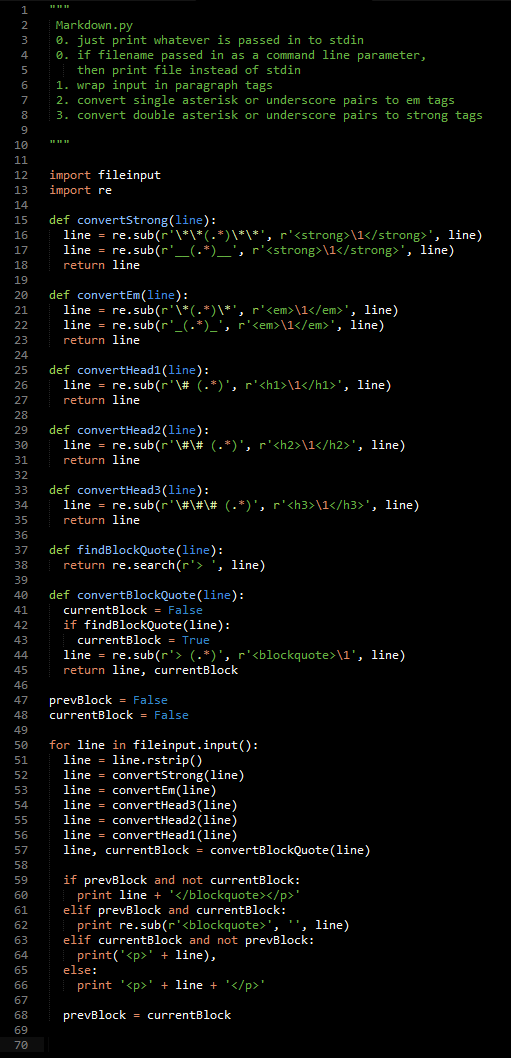 1 """
2 Markdown.py
3 0. just print whatever is passed in to stdin
4 0. if filename passed in as a command line parameter,
5 then print file instead of stdin
6 1. wrap input in paragraph tags
7 2. convert single asterisk or underscore pairs to em tags
8 3. convert double asterisk or underscore pairs to strong tags
9
10 """
11
12 import fileinput
13 import re
14
15 def convertStrong(line):
16 line = re.sub(r'\*\*(.*)\*\*', r'<strong>\1</strong>', line)
17 line = re.sub(r'__(.*)__', r'<strong>\1</strong>', line)
18 return line
19
20 def convertEm(line):
21 line = re.sub(r'\*(.*)\*', r'<em>\1</em>', line)
22 line = re.sub(r'_(.*)_', r'<em>\1</em>', line)
23 return line
24
25 def convertHead1(line):
26 line = re.sub(r'\# (.*)', r'<h1>\1</h1>', line)
27 return line
28
29 def convertHead2(line):
30 line = re.sub(r'\#\# (.*)', r'<h2>\1</h2>', line)
31 return line
32
33 def convertHead3(line):
34 line = re.sub(r'\#\#\# (.*)', r'<h3>\1</h3>', line)
35 return line
36
37 def findBlockQuote(line):
38 return re.search(r'> ', line)
39
40 def convertBlockQuote(line):
41 currentBlock = False
42 if findBlockQuote(line):
43 currentBlock = True
44 line = re.sub(r'> (.*)', r'<blockquote>\1', line)
45 return line, currentBlock
46
47 prevBlock = False
48 currentBlock = False
49
50 for line in fileinput.input():
51 line = line.rstrip()
52 line = convertStrong(line)
53 line = convertEm(line)
54 line = convertHead3(line)
55 line = convertHead2(line)
56 line = convertHead1(line)
57 line, currentBlock = convertBlockQuote(line)
58
59 if prevBlock and not currentBlock:
60 print line + '</blockquote></p>'
61 elif prevBlock and currentBlock:
62 print re.sub(r'<blockquote>', '', line)
63 elif currentBlock and not prevBlock:
64 print('<p>' + line),
65 else:
66 print '<p>' + line + '</p>'
67
68 prevBlock = currentBlock
69
70